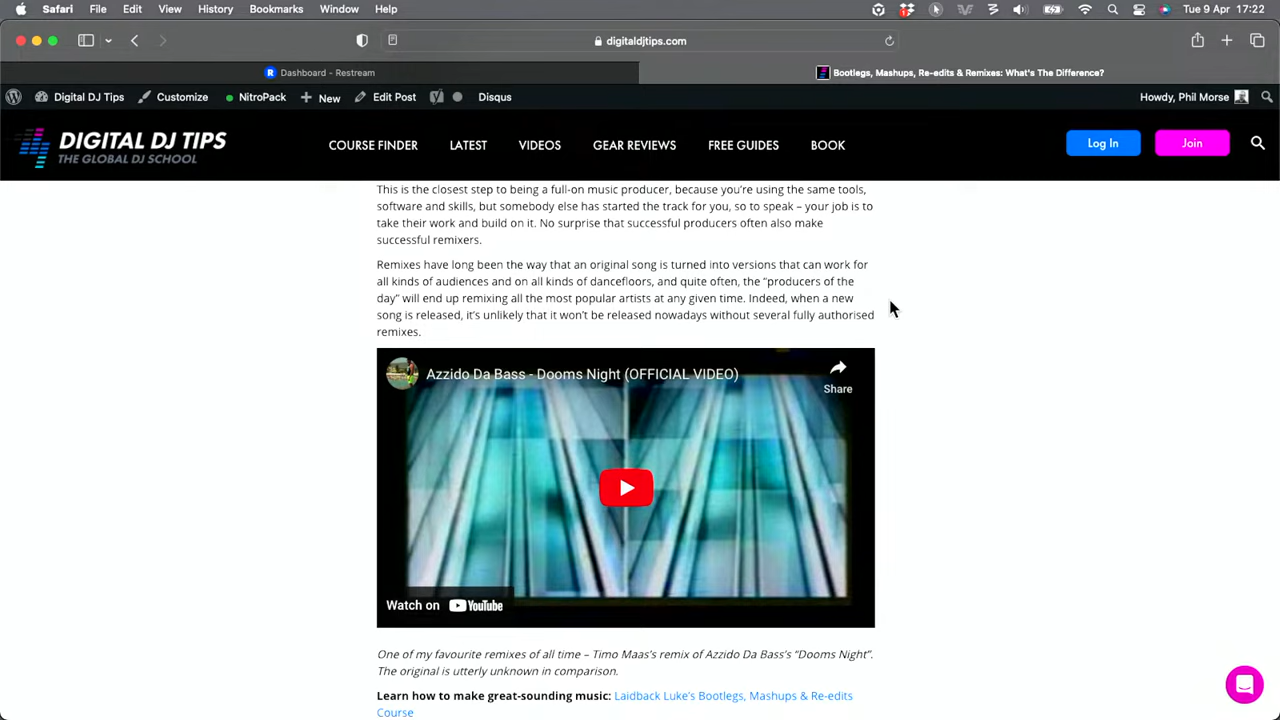 Safari File Edit View History Bookmarks Window Help Tue 9 Apr 17:22
digitaldjtips.com
Dashboard - Restream Bootlegs, Mashups, Re-edits & Remixes: What's The Difference?
Digital DJ Tips Customize NitroPack New Edit Post Disqus Howdy, Phil Morse
DIGITAL DJ TIPS
THE GLOBAL DJ SCHOOL
COURSE FINDER LATEST VIDEOS GEAR REVIEWS FREE GUIDES BOOK Log In Join
This is the closest step to being a full-on music producer, because you're using the same tools,
software and skills, but somebody else has started the track for you, so to speak – your job is to
take their work and build on it. No surprise that successful producers often also make
successful remixers.
Remixes have long been the way that an original song is turned into versions that can work for
all kinds of audiences and on all kinds of dancefloors, and quite often, the “producers of the
day” will end up remixing all the most popular artists at any given time. Indeed, when a new
song is released, it's unlikely that it won't be released nowadays without several fully authorised
remixes.
Azzido Da Bass - Dooms Night (OFFICIAL VIDEO)
Share
Watch on YouTube
One of my favourite remixes of all time – Timo Maas's remix of Azzido Da Bass's “Dooms Night”.
The original is utterly unknown in comparison.
Learn how to make great-sounding music: Laidback Luke's Bootlegs, Mashups & Re-edits
Course